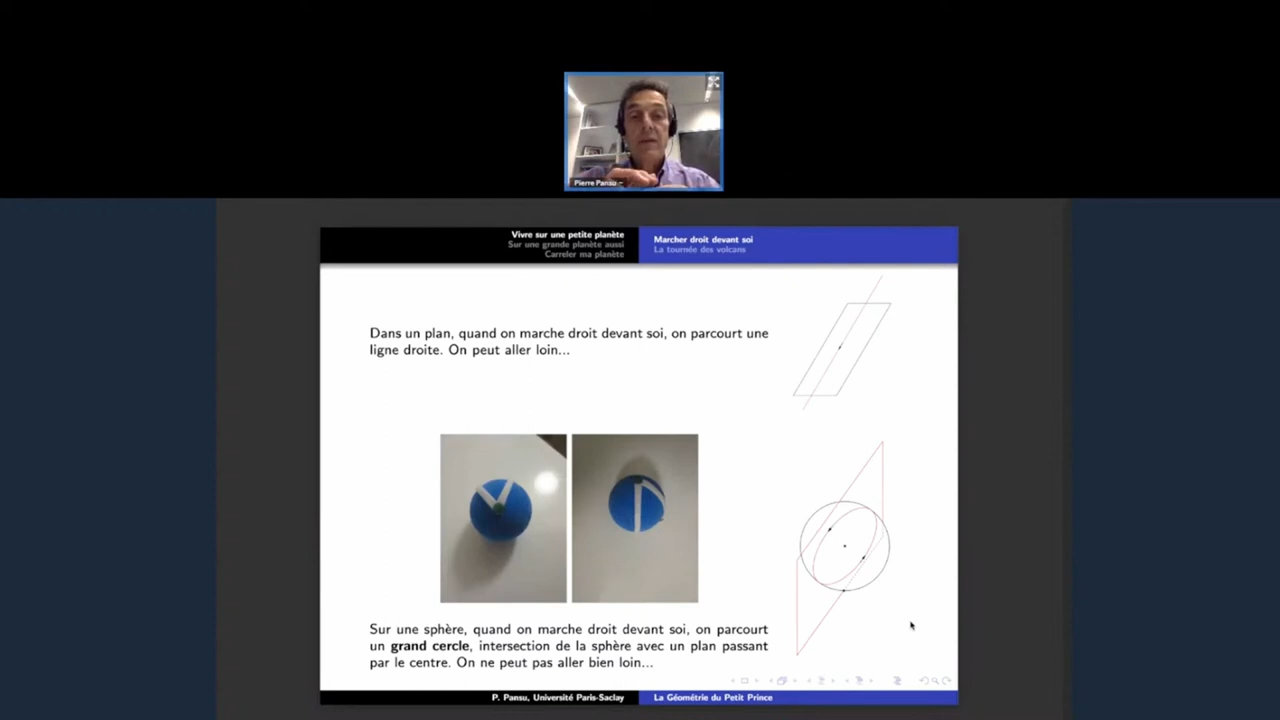 Pierre Pansu
Vivre sur une petite planète
Sur une grande planète aussi
Carreler ma planète
Marcher droit devant soi
La tournée des volcans
Dans un plan, quand on marche droit devant soi, on parcourt une
ligne droite. On peut aller loin...
Sur une sphère, quand on marche droit devant soi, on parcourt
un grand cercle, intersection de la sphère avec un plan passant
par le centre. On ne peut pas aller bien loin...
P. Pansu, Université Paris-Saclay
La Géométrie du Petit Prince